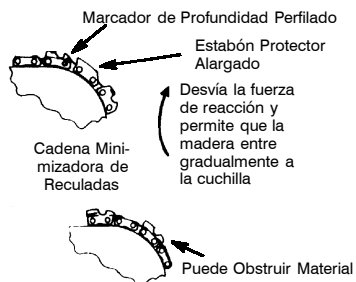 Marcador de Profundidad Perfilado
Estabón Protector
Alargado
Desvía la fuerza
de reacción y
permite que la
madera entre
gradualmente a
la cuchilla
Cadena Mini-
mizadora de
Reculadas
Puede Obstruir Material